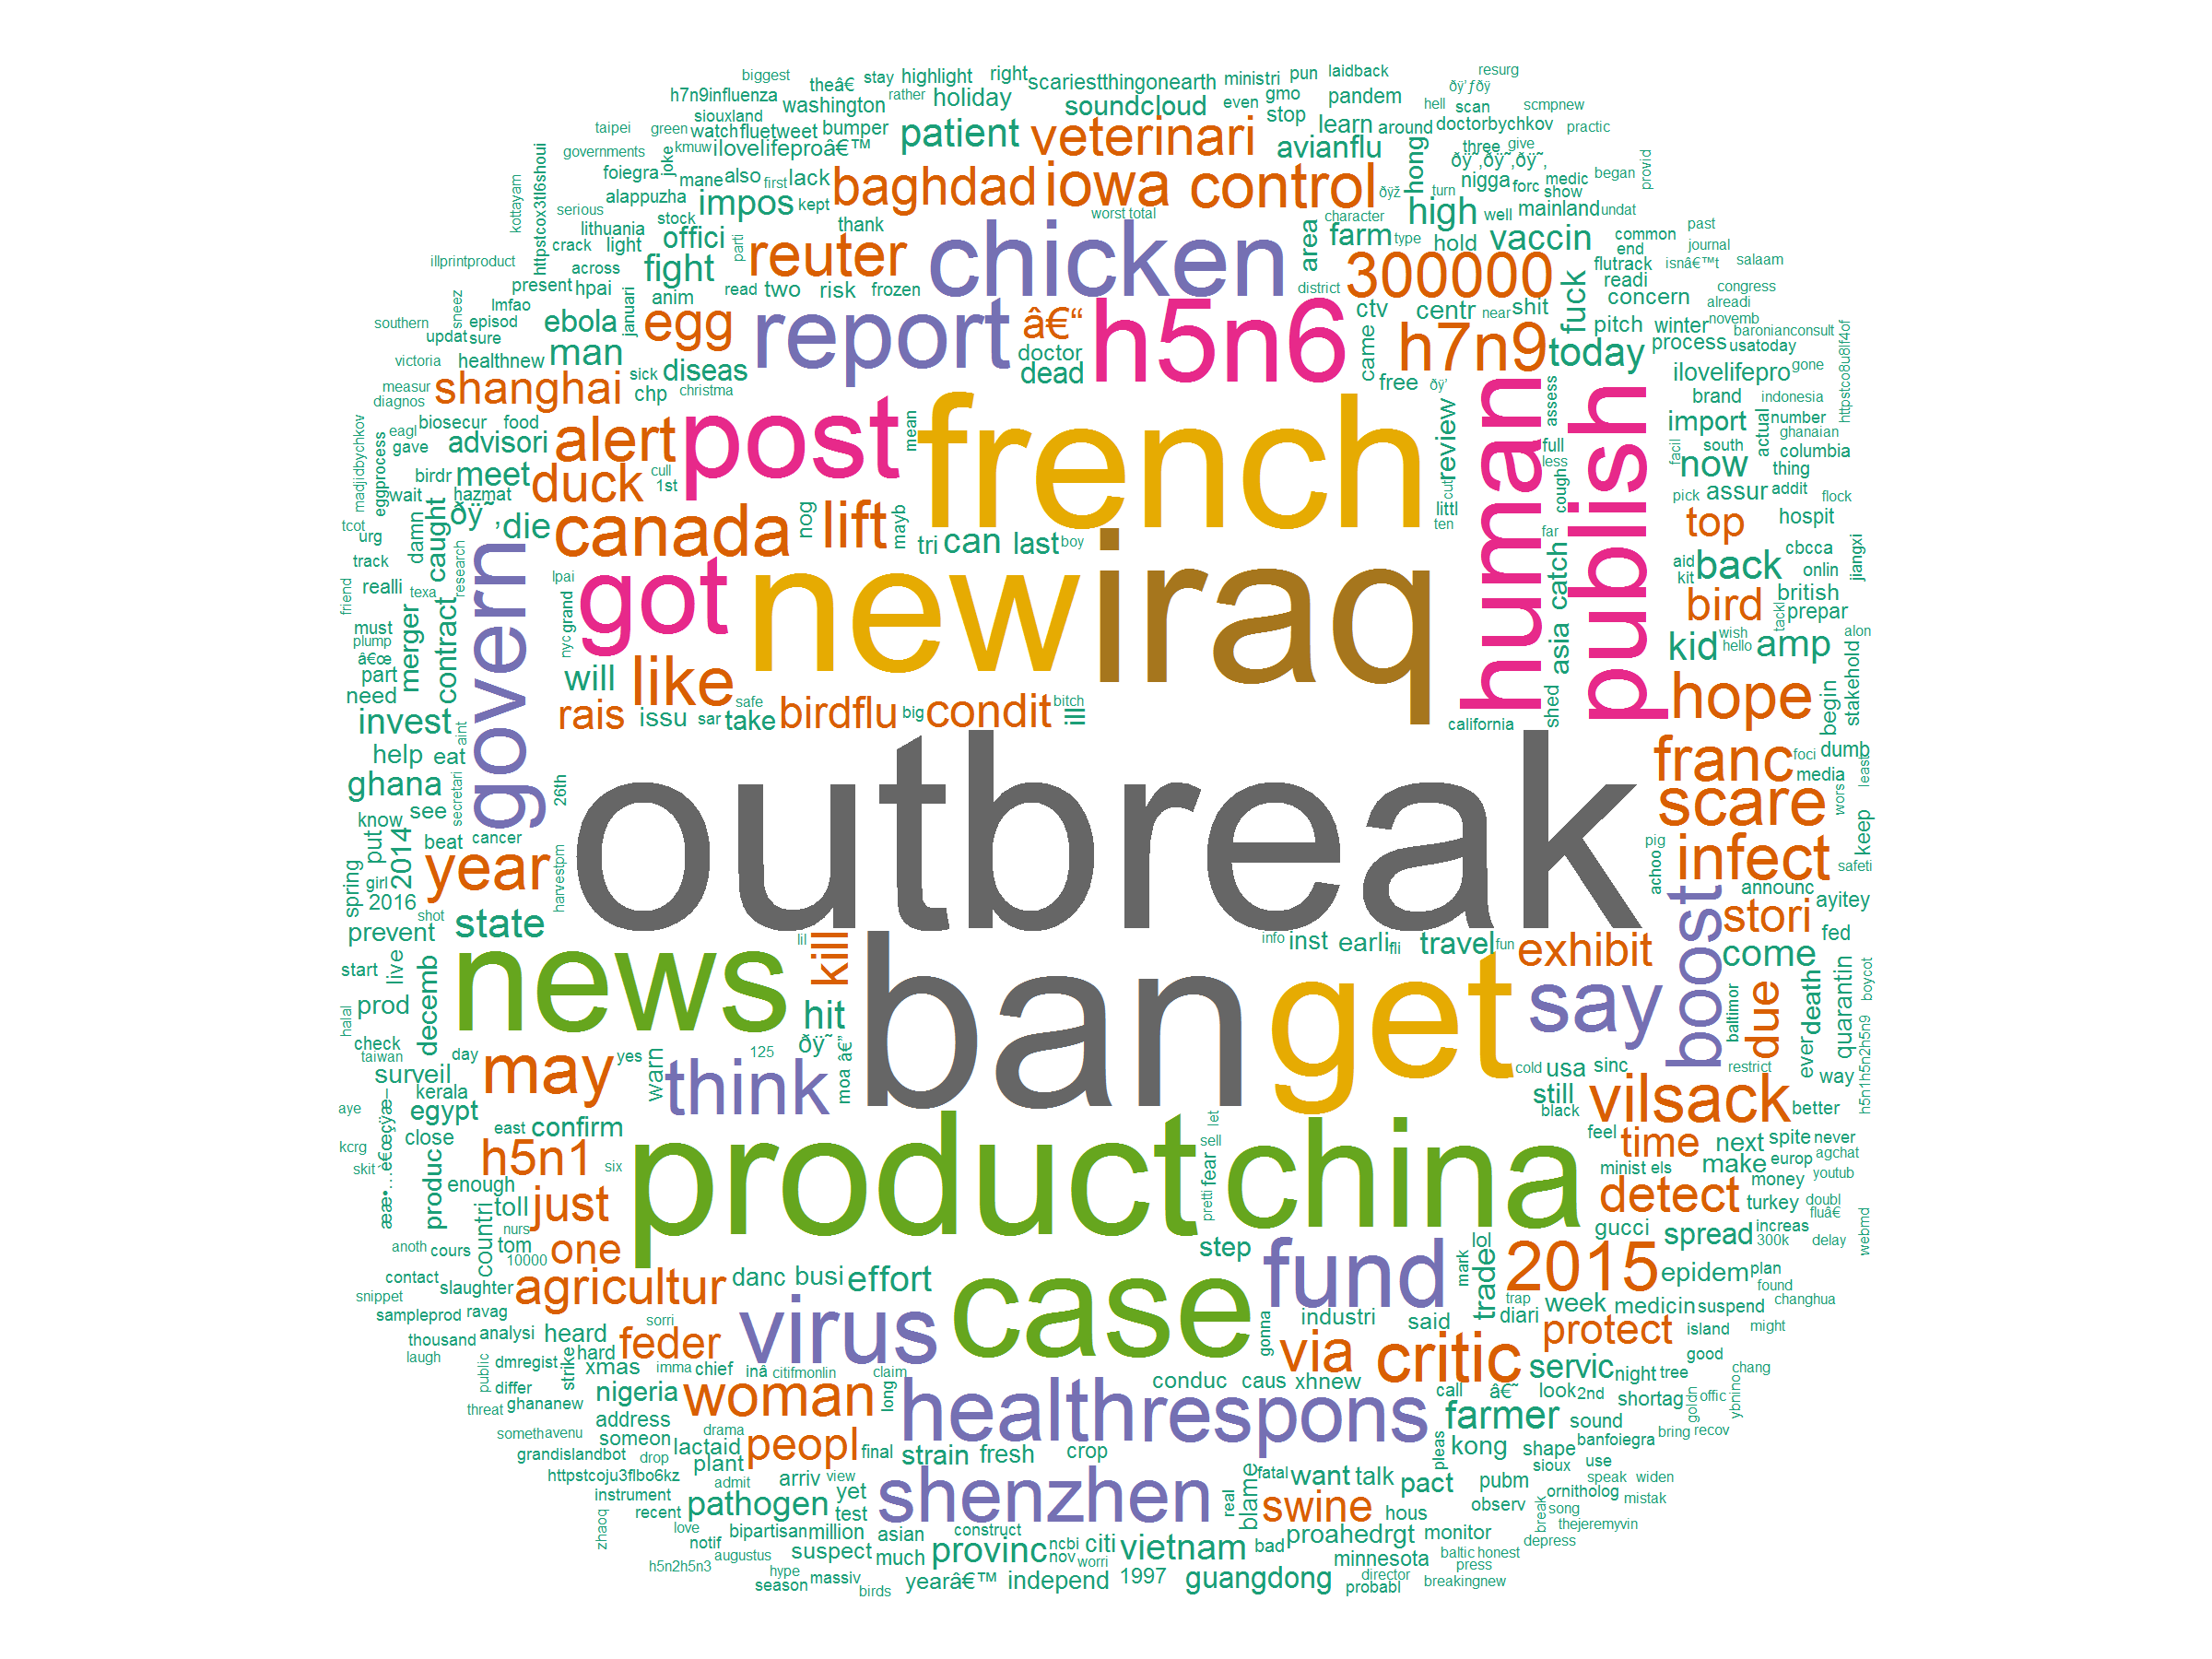 biggest theâ€ stay highlight right scariestthingonearth ministri pun laidback resurg
h7n9influenza rather holiday soundcloud even gmo pandem hell scan scmpnew
siouxland washington stop
taipei green watch fluetweet bumper patient veterinari learn around doctorbychkov practic
governments joke kmuw ilovelifeproâ€™ avianflu hong three give
foiegra mane also first lack baghdad iowa control nigga forc medic show began provid
alappuzha impos kept turn well mainland undat
kottayam serious stock thank worst total character high
lithuania offici parti reuter chicken area farm type hold vaccin common past
httpstcox3tl6shoui crack light fight 300000 end journal
illprintproduct across read two risk frozen district flutrack isnâ€™t salaam
present hpai anim report â€“ h5n6 ctv centr near shit fuck readi congress
sneez lmfao januari egg concern alreadi
southern episod ebola doctor came h7n9 pitch winter novemb baronianconsult
updat sure man diseas dead today process usatoday
victoria healthnew sick christma free ilovelifepro gone
measur shanghai chp french human publish assess brand indonesia httpstco8u8lf4of
diagnos biosecur food post mean review full import number
eagl gave advisori alert less south actual ghanaian
madjidbychkov eggprocess birdr meet duck cull facil now columbia
wait hazmat 1st cut cough thing
tcot urg damn caught die canada nog lift mayb littl ten pick assur addit flock
track research tri can last boy far top hospit
realli texa lpai got new iraq asia catch aid kit back cbcca onlin jiangxi
friend must contract govern nyc grand british
plump merger bird tackl prepar
â€œ part will like kid wish hello amp alon
need rais issu sar safe take birdflu big condit bitch ill shed hope begin stakehold
invest california
help aint eat outbreak franc foci dumb
ghana secretari 26th scare media least
see know
put 2014 beat cancer year harvestpm infect pig achoo wors keep safeti
spring girl 2016 shot boost announc ayitey
prevent state lil kill info inst earli fli travel fun exhibit stori come fed
start live news ban get say due
halal prod decemb hit baltimor ever death quarantin boycot
check taiwan day may yes warn think 125 moa â€” cold usa sinc restrict way h5n1h5n2h5n9
surveil kerala still black vilsack better
aye egypt east confirm product let china feel time next spite never
kcrg close h5n1 six sell minist els make europ agchat
skit produc enough just pretti fear detect money youtub
toll turkey doubl
nurs gucci spread increas fluâ€
anoth cours countri tom 10000 one step fund lol 300k delay webmd
contact slaughter agricultur danc busi effort case mark trade 2015 epidem plan
snippet found
sampleprod ravag sorri virus industri said trap diari week medicin suspend changhua
thousand analysi heard hard feder gonna via critic protect island might
laugh public dmregist strike xmas imma chief inâ citifmonlin claim servic night tree good
differ nigeria woman long conduc caus xhnew call â€˜ look 2nd shortag offic chang
threat ghananew address healthrespons farmer sound goldn ybnino
someth avenu someon drama peopl banfoiegra bring recov
grandislandbot drop lactaid final strain fresh crop pleas kong shape
httpstcoju3flbo6kz plant admit arriv view fatal want talk pact pubm sioux use speak widen
instrument recent pathogen yet test shenzhen real blame swine observ ornitholog mistak
zhaoq love bipartisan million asian construct hous song break thejeremyvin
notif suspect much provinc ncbi nov citi worri vietnam bad proahedrgt monitor depress
h5n2h5n3 augustus hype massiv minnesota baltic honest press
season birds yearâ€™ independ 1997 guangdong director probabl breakingnew